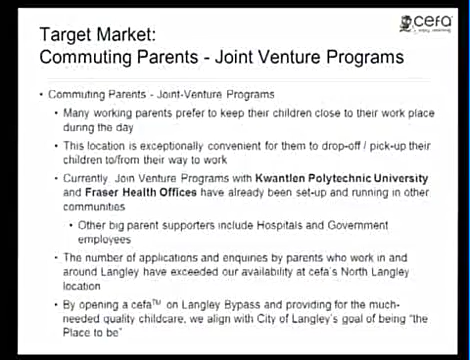 cefa
early learning
Target Market:
Commuting Parents - Joint Venture Programs
• Commuting Parents - Joint-Venture Programs
• Many working parents prefer to keep their children close to their work place
during the day
• This location is exceptionally convenient for them to drop-off / pick-up their
children to/from their way to work
• Currently, Join Venture Programs with Kwantlen Polytechnic University
and Fraser Health Offices have already been set-up and running in other
communities
• Other big parent supporters include Hospitals and Government
employees
• The number of applications and enquiries by parents who work in and
around Langley have exceeded our availability at cefa's North Langley
location
• By opening a cefa™ on Langley Bypass and providing for the much-
needed quality childcare, we align with City of Langley's goal of being "the
Place to be"